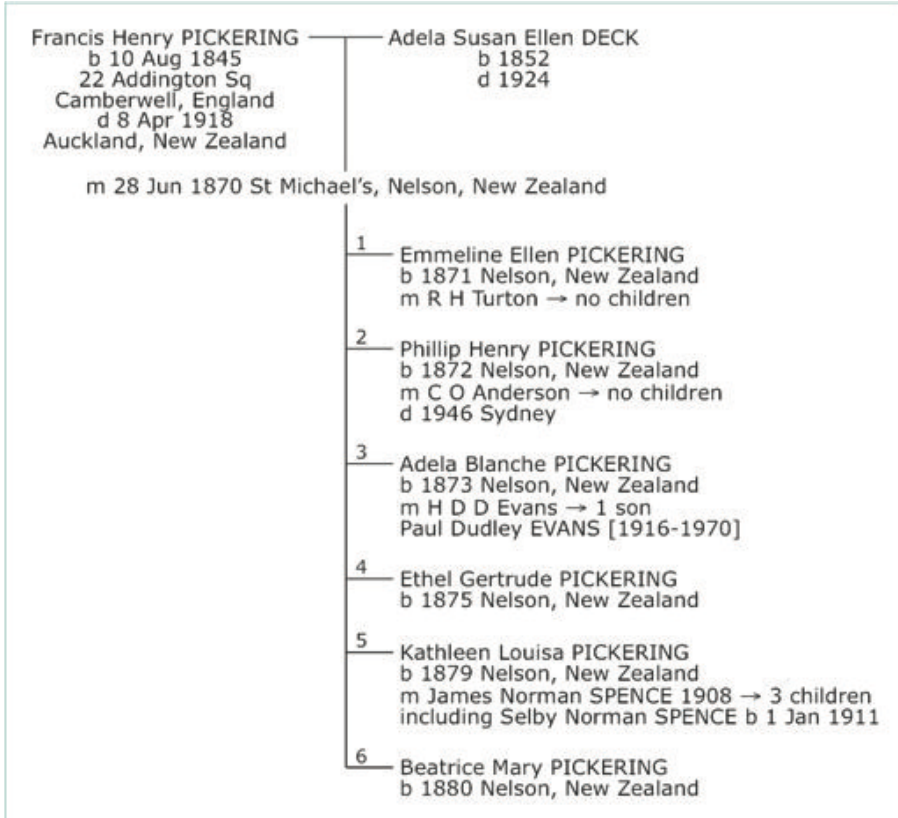 Francis Henry PICKERING
b 10 Aug 1845
22 Addington Sq
Camberwell, England
d 8 Apr 1918
Auckland, New Zealand
Adela Susan Ellen DECK
b 1852
d 1924
m 28 Jun 1870 St Michael's, Nelson, New Zealand
1
Emmeline Ellen PICKERING
b 1871 Nelson, New Zealand
m R H Turton → no children
2
Phillip Henry PICKERING
b 1872 Nelson, New Zealand
m C O Anderson → no children
d 1946 Sydney
3
Adela Blanche PICKERING
b 1873 Nelson, New Zealand
m H D D Evans → 1 son
Paul Dudley EVANS [1916-1970]
4
Ethel Gertrude PICKERING
b 1875 Nelson, New Zealand
5
Kathleen Louisa PICKERING
b 1879 Nelson, New Zealand
m James Norman SPENCE 1908 → 3 children
including Selby Norman SPENCE b 1 Jan 1911
6
Beatrice Mary PICKERING
b 1880 Nelson, New Zealand